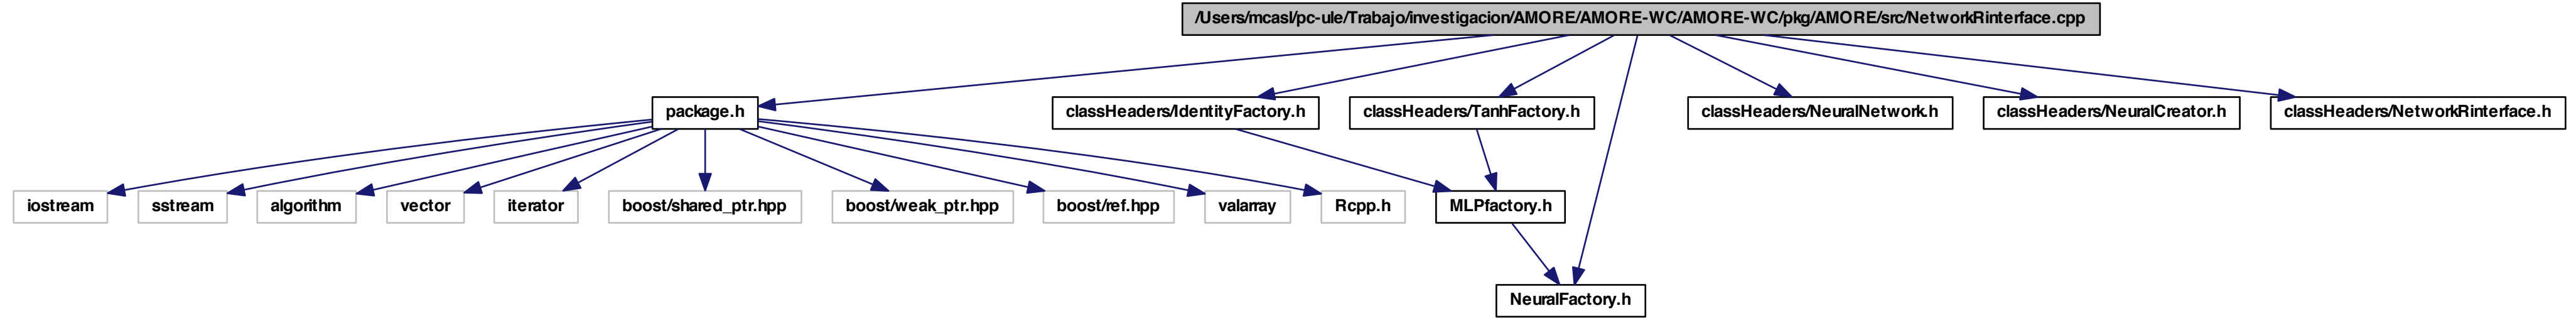 /Users/mcasl/pc-ule/Trabajo/investigacion/AMORE/AMORE-WC/AMORE-WC/pkg/AMORE/src/NetworkRinterface.cpp
package.h
classHeaders/IdentityFactory.h
classHeaders/TanhFactory.h
classHeaders/NeuralNetwork.h
classHeaders/NeuralCreator.h
classHeaders/NetworkRinterface.h
iostream
sstream
algorithm
vector
iterator
boost/shared_ptr.hpp
boost/weak_ptr.hpp
boost/ref.hpp
valarray
Rcpp.h
MLPfactory.h
NeuralFactory.h